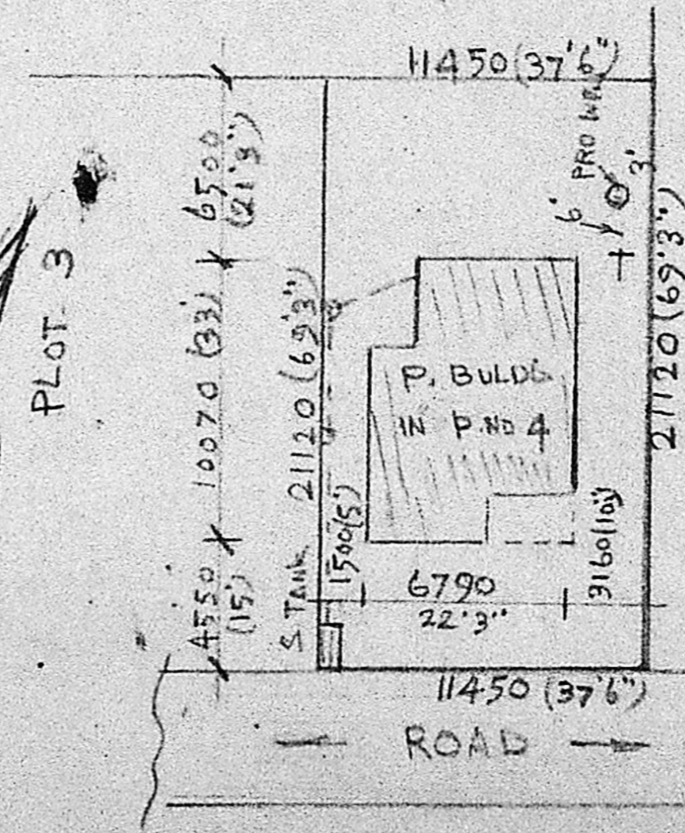 11450 (37'6")
PRO WELL
3'
6'
6500
(21'3")
PLOT. 3
10070 (33')
21120 (69'3")
21120 (69'3")
P. BULDG
IN P.NO 4
1500(5')
3160(10')
S TANK
4550
(15')
6790
22'3"
11450 (37'6")
ROAD